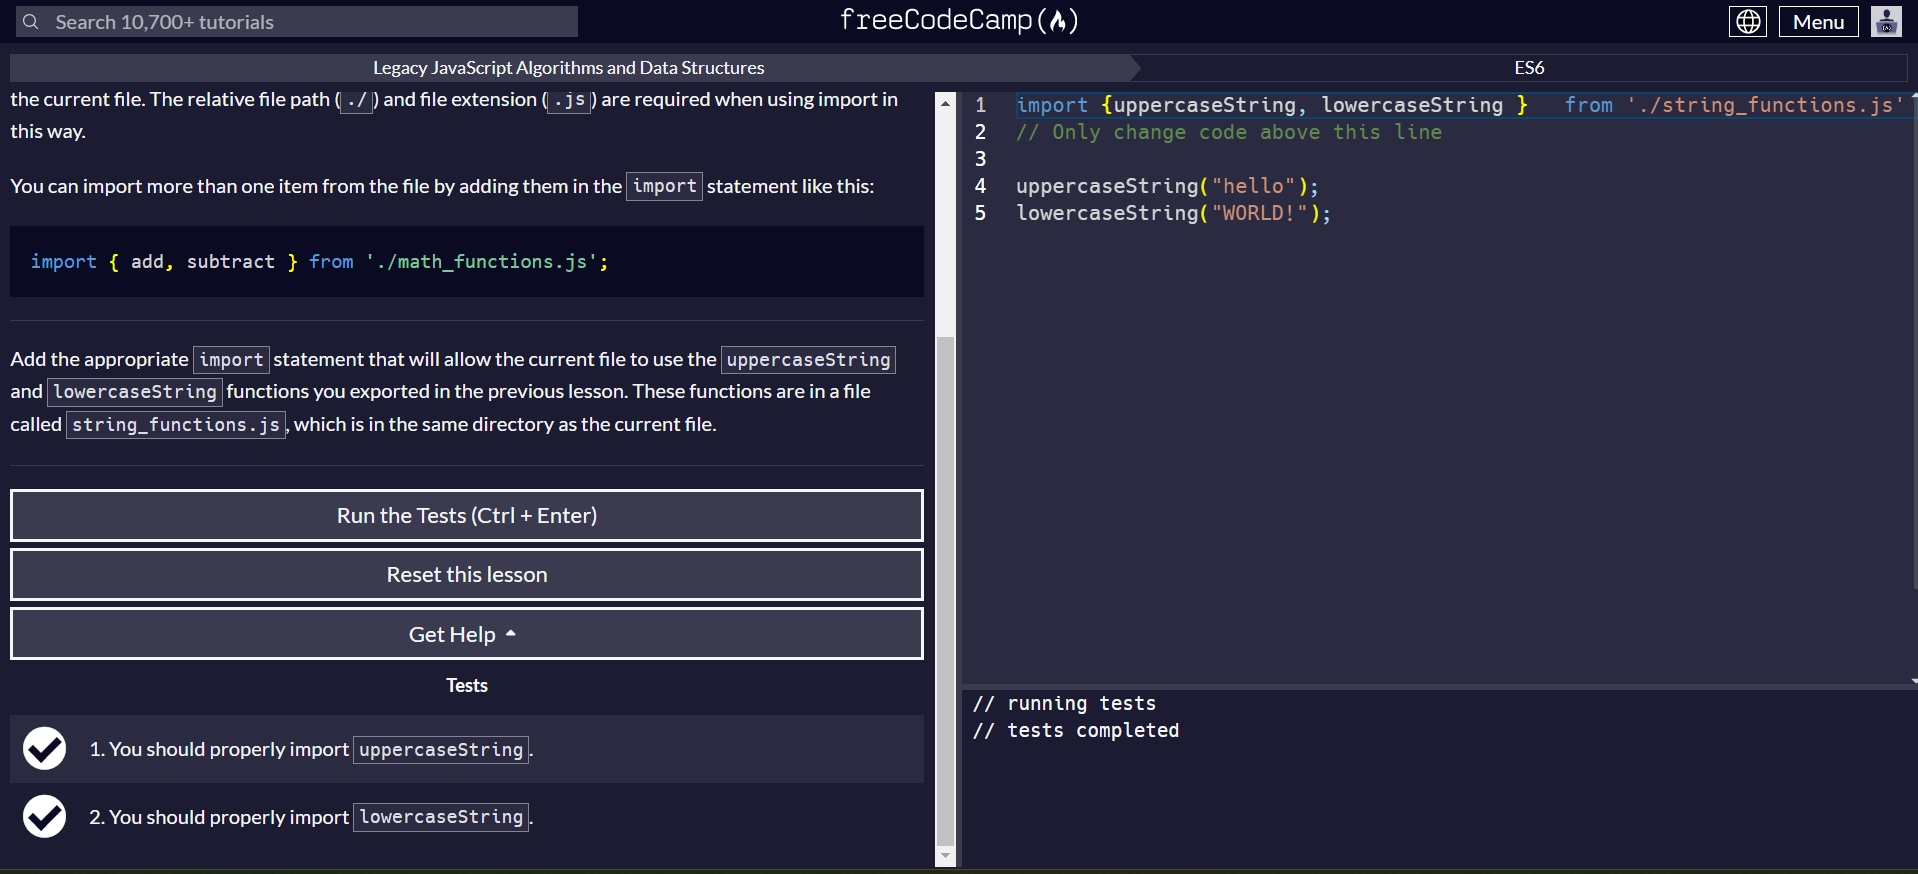 Search 10,700+ tutorials
freeCodeCamp
Menu
Legacy JavaScript Algorithms and Data Structures
ES6
the current file. The relative file path (./) and file extension (.js) are required when using import in
this way.
You can import more than one item from the file by adding them in the import statement like this:
import { add, subtract } from './math_functions.js';
Add the appropriate import statement that will allow the current file to use the uppercaseString
and lowercaseString functions you exported in the previous lesson. These functions are in a file
called string_functions.js, which is in the same directory as the current file.
Run the Tests (Ctrl + Enter)
Reset this lesson
Get Help
Tests
1. You should properly import uppercaseString.
2. You should properly import lowercaseString.
1 import {uppercaseString, lowercaseString }   from './string_functions.js'
2 // Only change code above this line
3
4 uppercaseString("hello");
5 lowercaseString("WORLD!");
// running tests
// tests completed